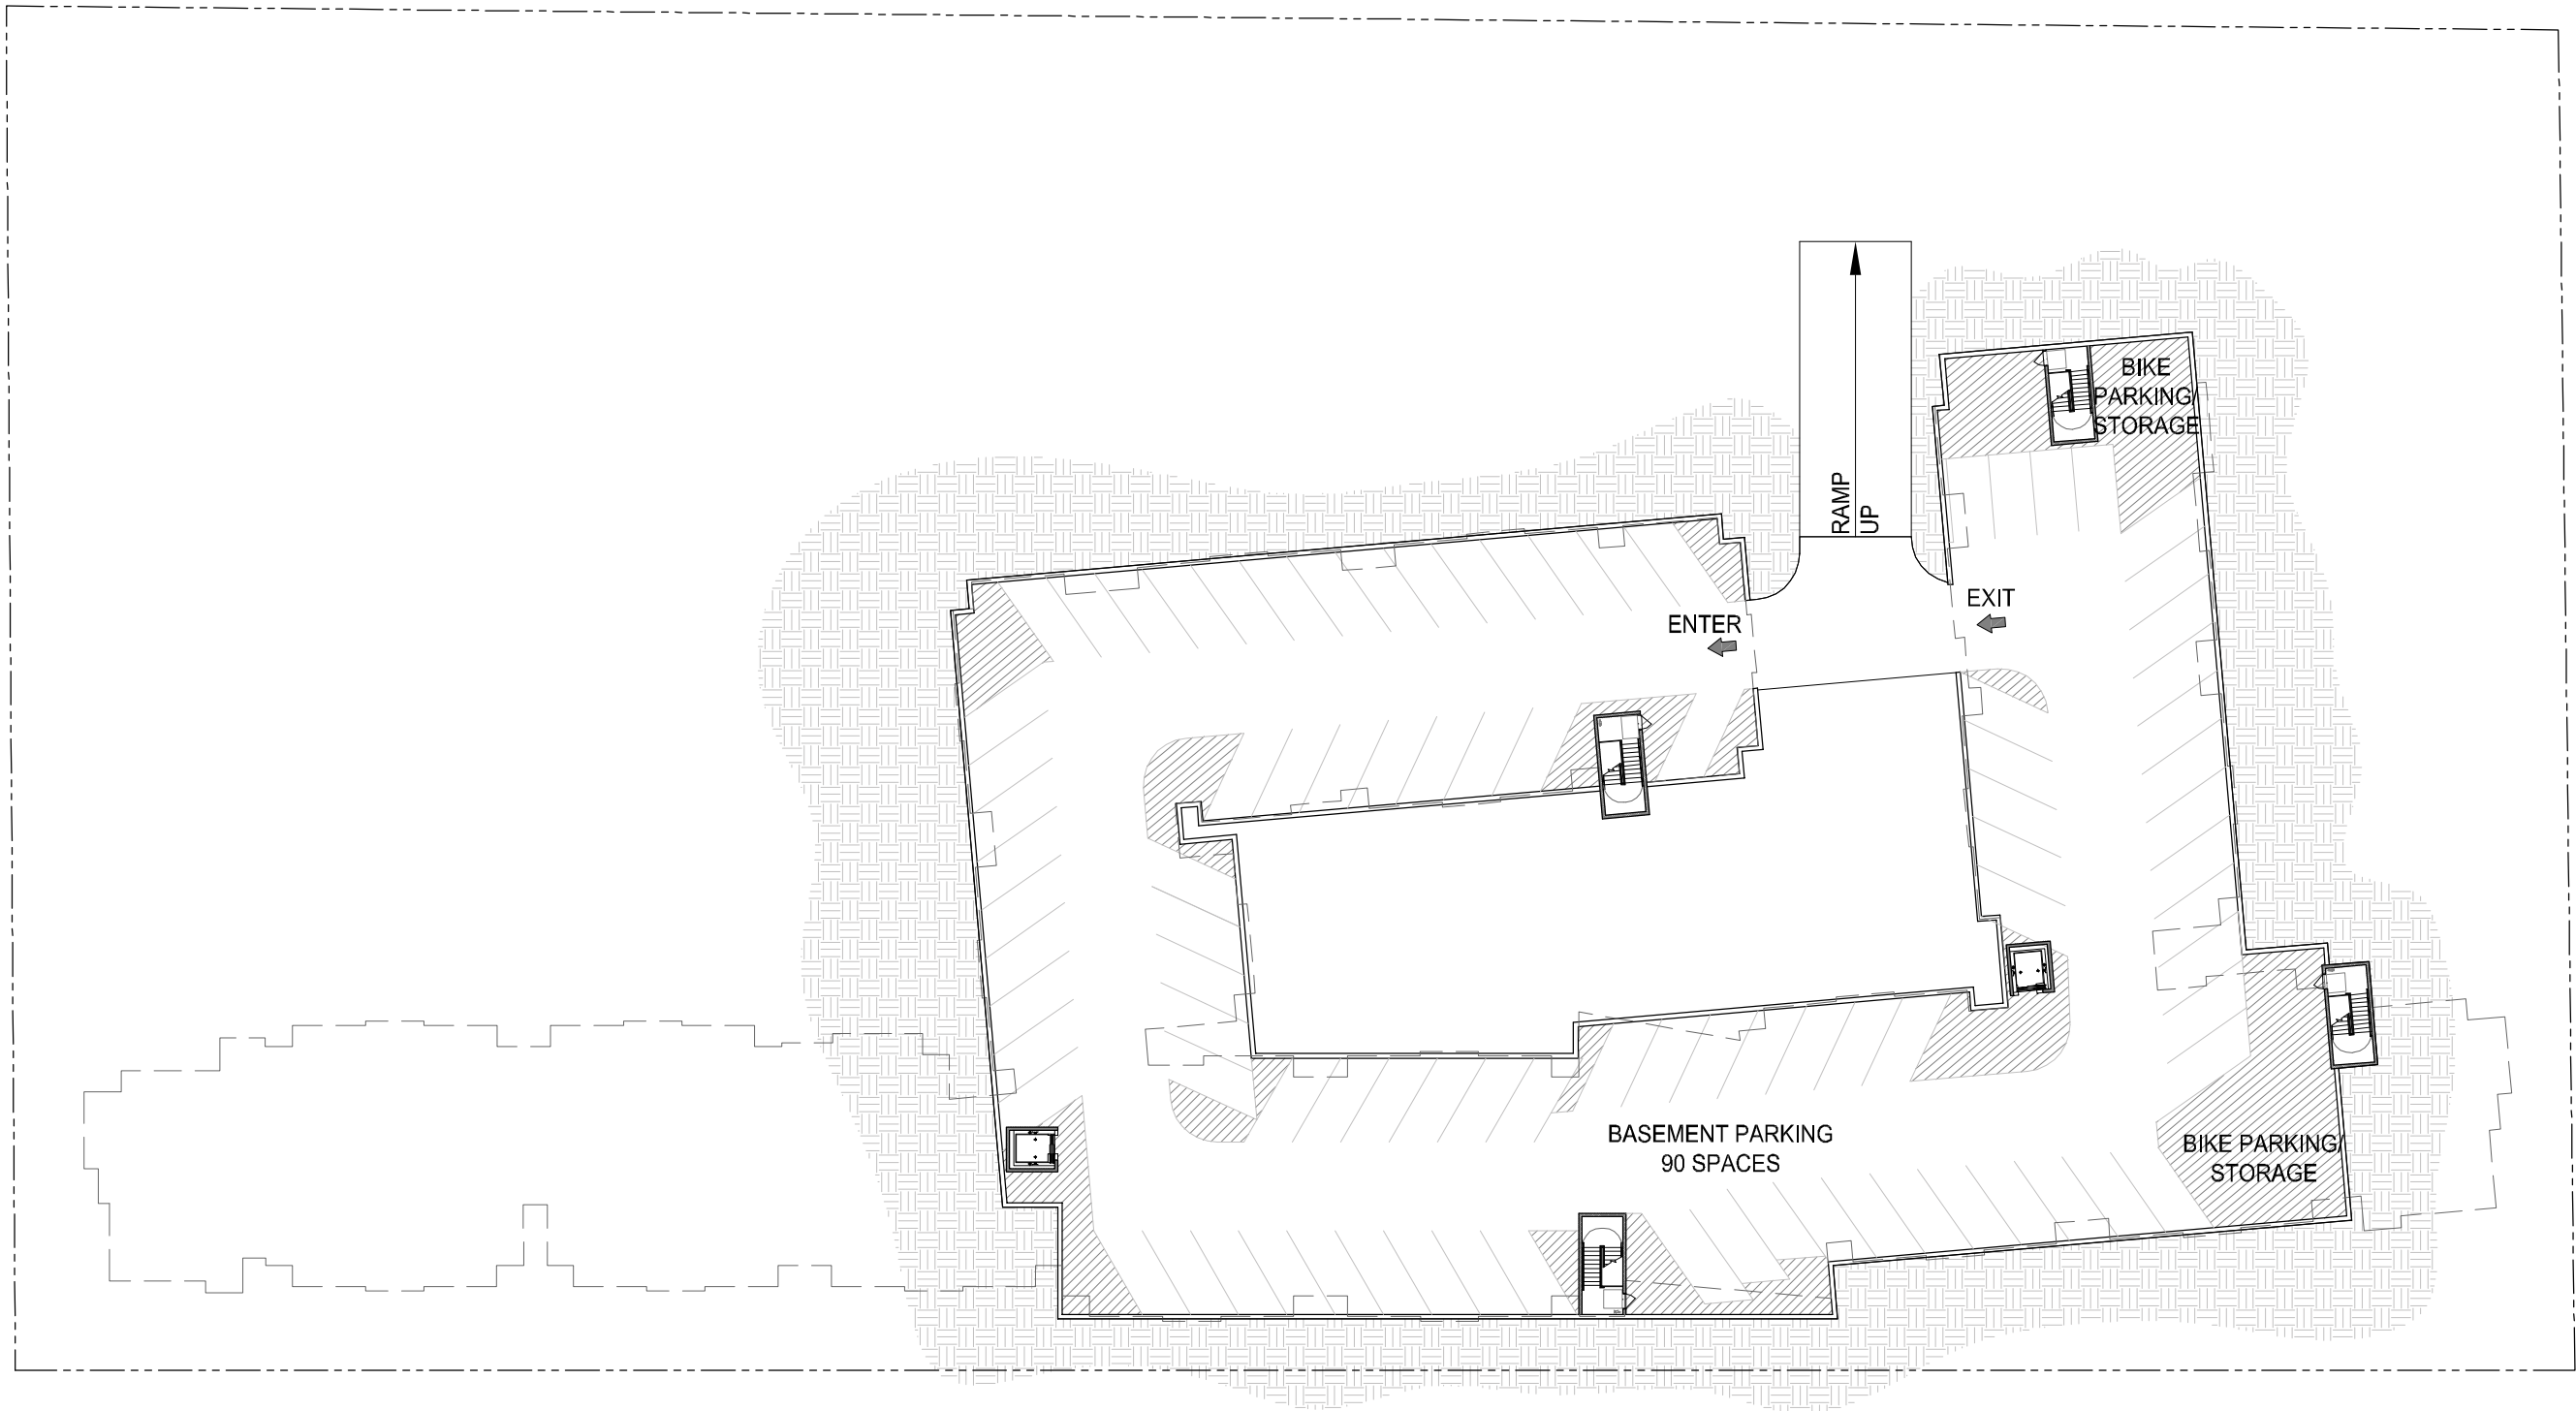 BIKE
PARKING/
STORAGE
RAMP
UP
EXIT
ENTER
BASEMENT PARKING
90 SPACES
BIKE PARKING/
STORAGE